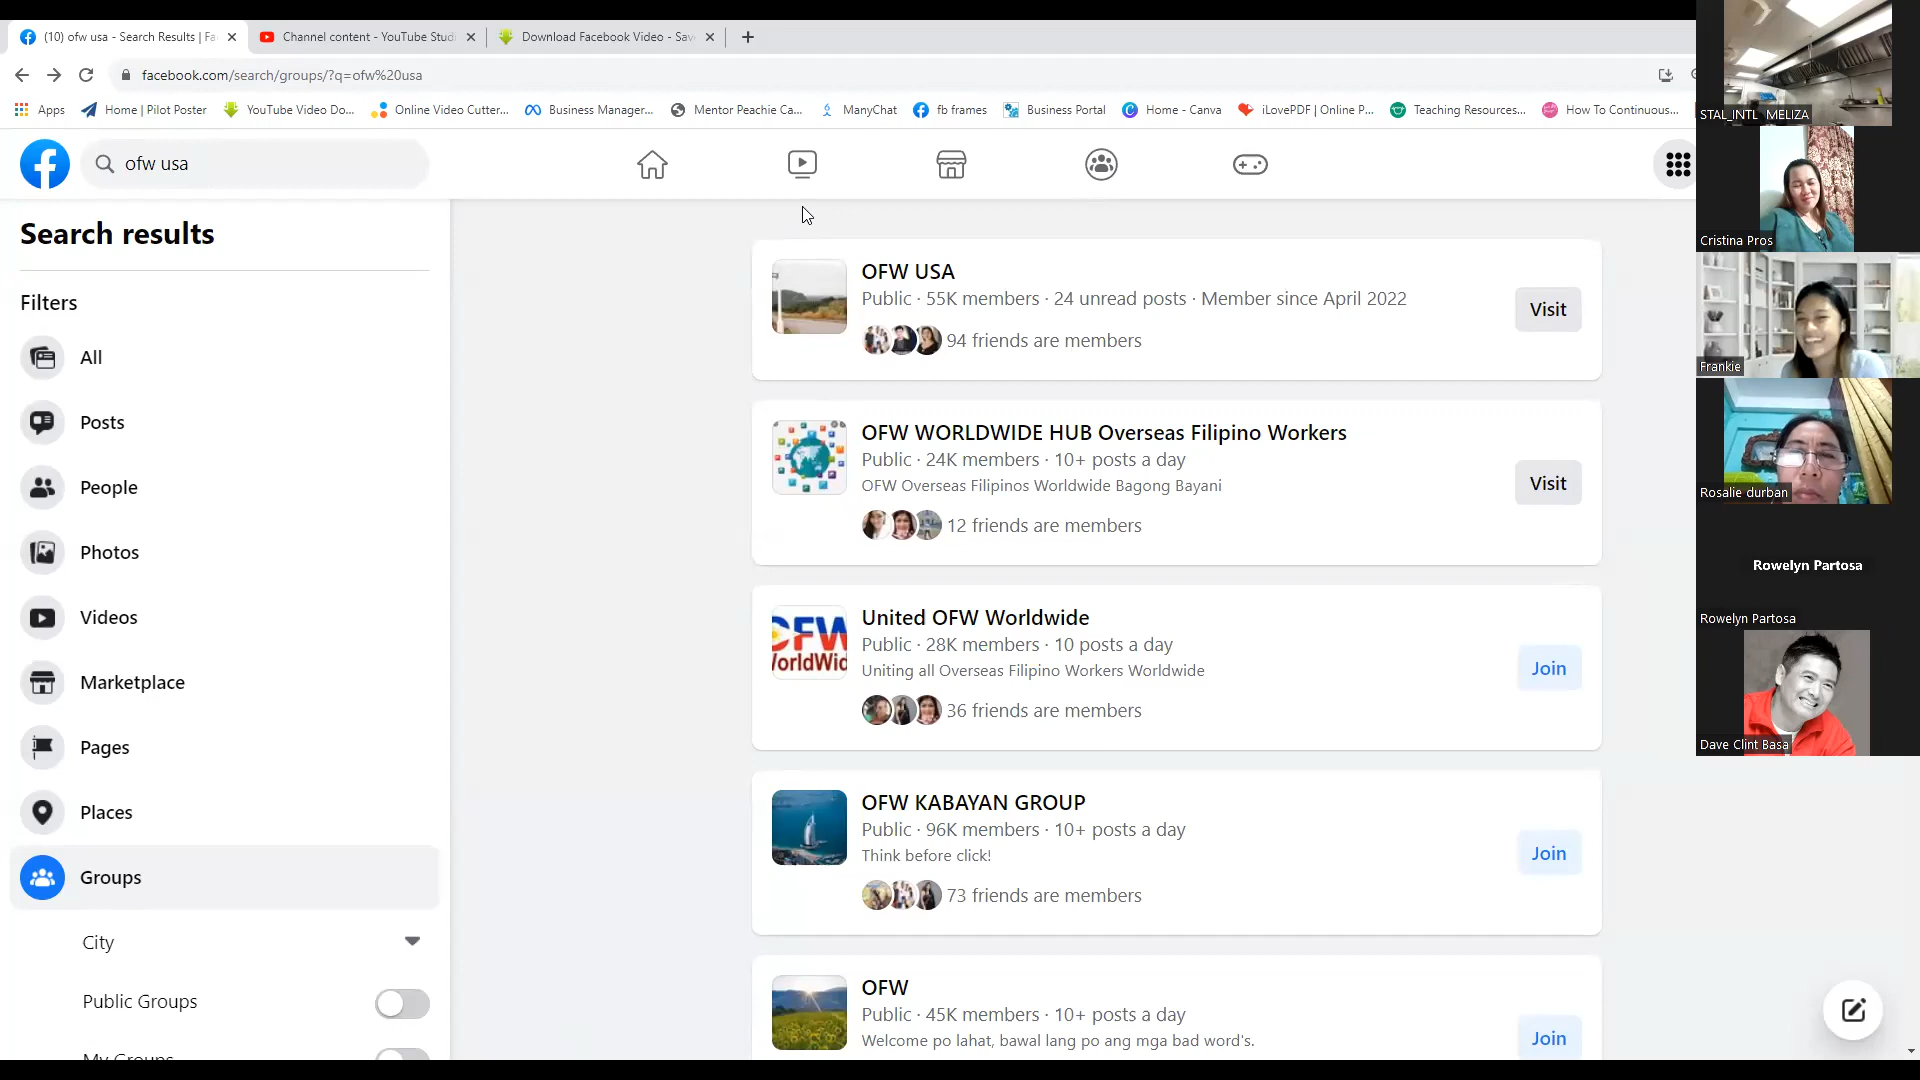 (10) ofw usa - Search Results | Fa
Channel content - YouTube Studi
Download Facebook Video - Sav
facebook.com/search/groups/?q=ofw%20usa
Apps
Home | Pilot Poster
YouTube Video Do...
Online Video Cutter...
Business Manager...
Mentor Peachie Ca...
ManyChat
fb frames
Business Portal
Home - Canva
iLovePDF | Online P...
Teaching Resources...
How To Continuous...
ofw usa
Search results
Filters
All
Posts
People
Photos
Videos
Marketplace
Pages
Places
Groups
City
Public Groups
My Groups
OFW USA
Public · 55K members · 24 unread posts · Member since April 2022
94 friends are members
Visit
OFW WORLDWIDE HUB Overseas Filipino Workers
Public · 24K members · 10+ posts a day
OFW Overseas Filipinos Worldwide Bagong Bayani
12 friends are members
Visit
OFW
WorldWid
United OFW Worldwide
Public · 28K members · 10 posts a day
Uniting all Overseas Filipino Workers Worldwide
36 friends are members
Join
OFW KABAYAN GROUP
Public · 96K members · 10+ posts a day
Think before click!
73 friends are members
Join
OFW
Public · 45K members · 10+ posts a day
Welcome po lahat, bawal lang po ang mga bad word's.
Join
STAL_INTL MELIZA
Cristina Pros
Frankie
Rosalie durban
Rowelyn Partosa
Rowelyn Partosa
Dave Clint Basa